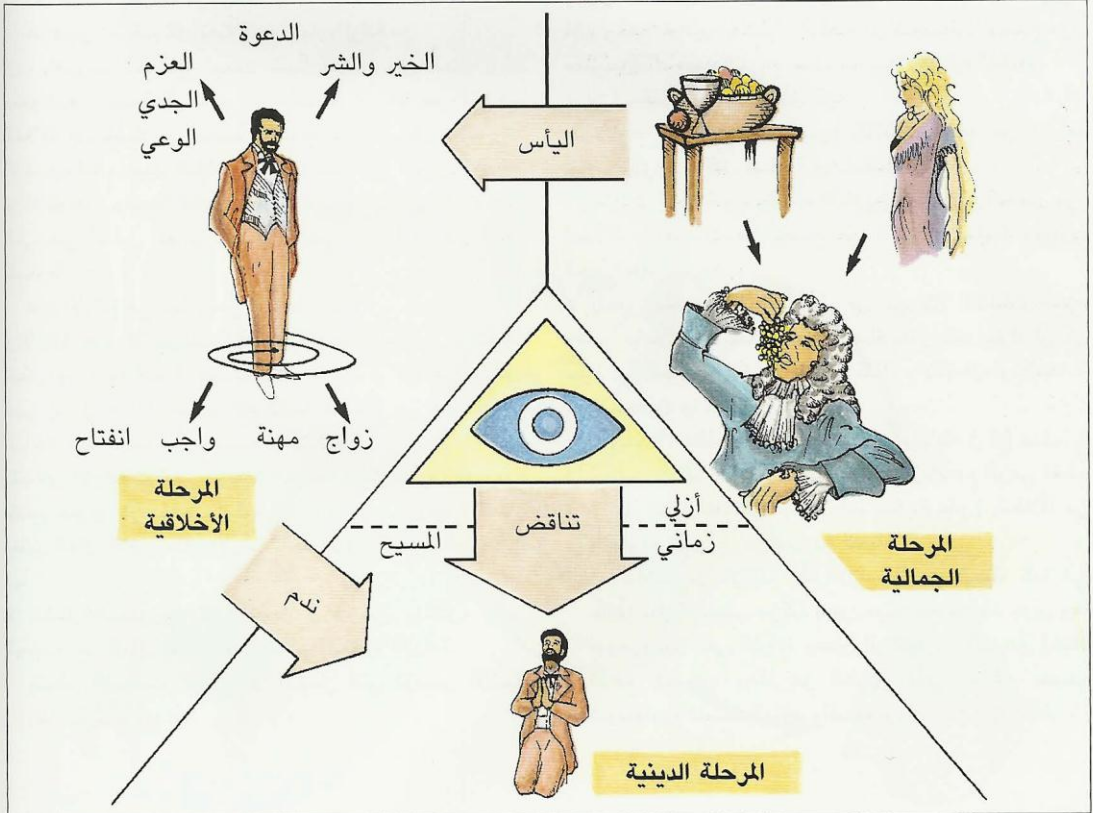 الدعوة
الخير والشر
العزم
الجدي
الوعي
اليأس
زواج مهنة واجب انفتاح
المرحلة
الأخلاقية
أزلي
تناقض
زماني
المسيح
المرحلة
الجمالية
ندم
المرحلة الدينية